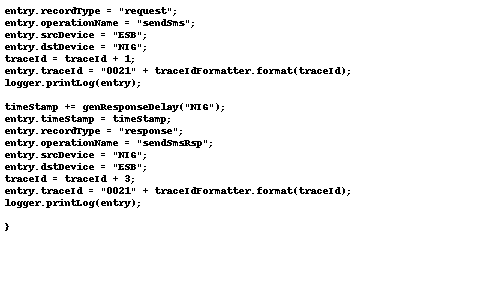 entry.recordType = "request";
entry.operationName = "sendSms";
entry.srcDevice = "ESB";
entry.dstDevice = "NIG";
traceId = traceId + 1;
entry.traceId = "0021" + traceIdFormatter.format(traceId);
logger.printLog(entry);

timeStamp += genResponseDelay("NIG");
entry.timeStamp = timeStamp;
entry.recordType = "response";
entry.operationName = "sendSmsRsp";
entry.srcDevice = "NIG";
entry.dstDevice = "ESB";
traceId = traceId + 3;
entry.traceId = "0021" + traceIdFormatter.format(traceId);
logger.printLog(entry);

}